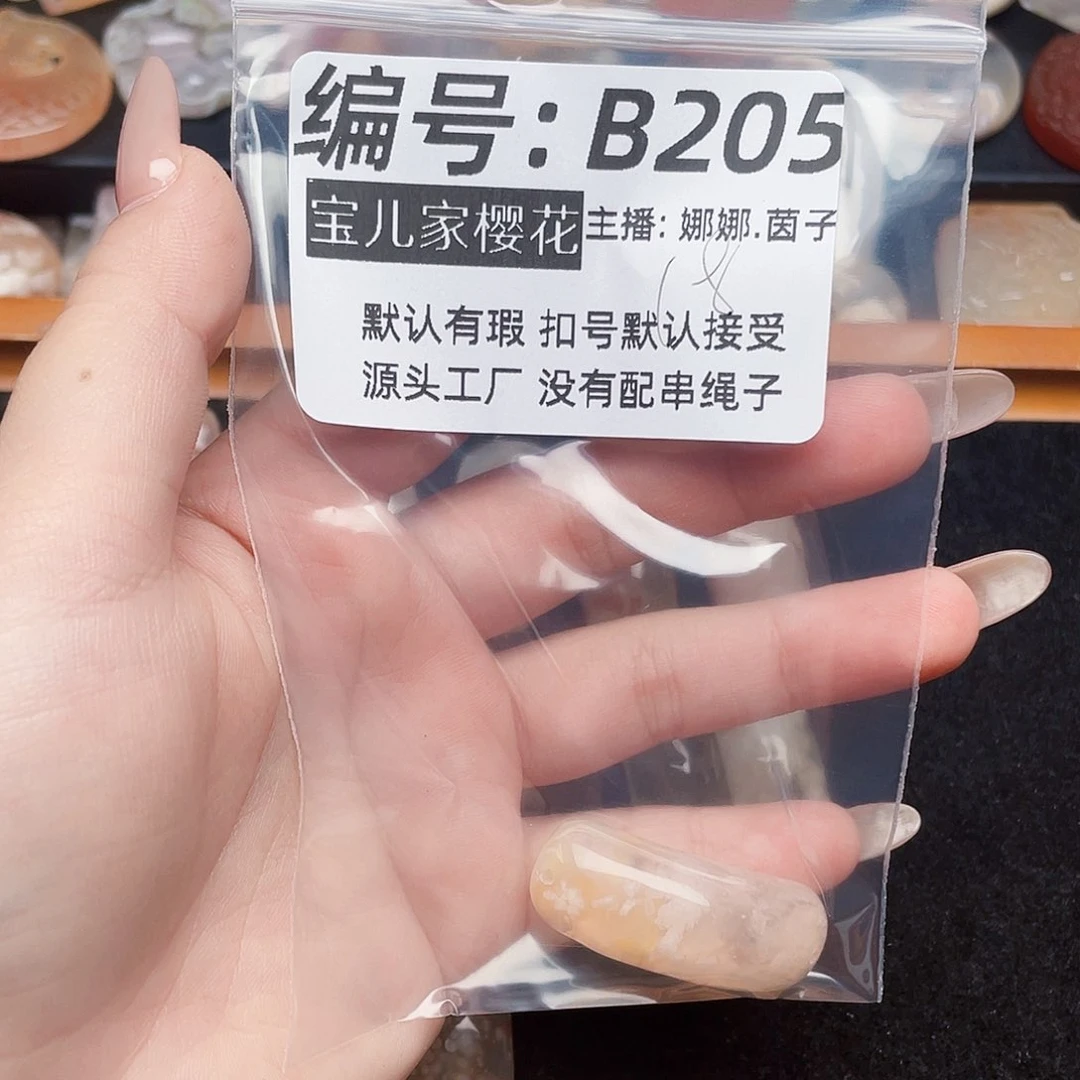 编号：B205
宝儿家樱花 主播：娜娜.茵子
默认有瑕 扣号默认接受
源头工厂 没有配串绳子